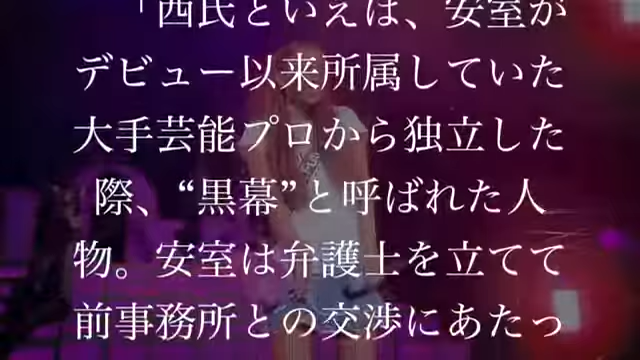 「西氏といえば、安室が
デビュー以来所属していた
大手芸能プロから独立した
際、“黒幕”と呼ばれた人
物。安室は弁護士を立てて
前事務所との交渉にあたっ